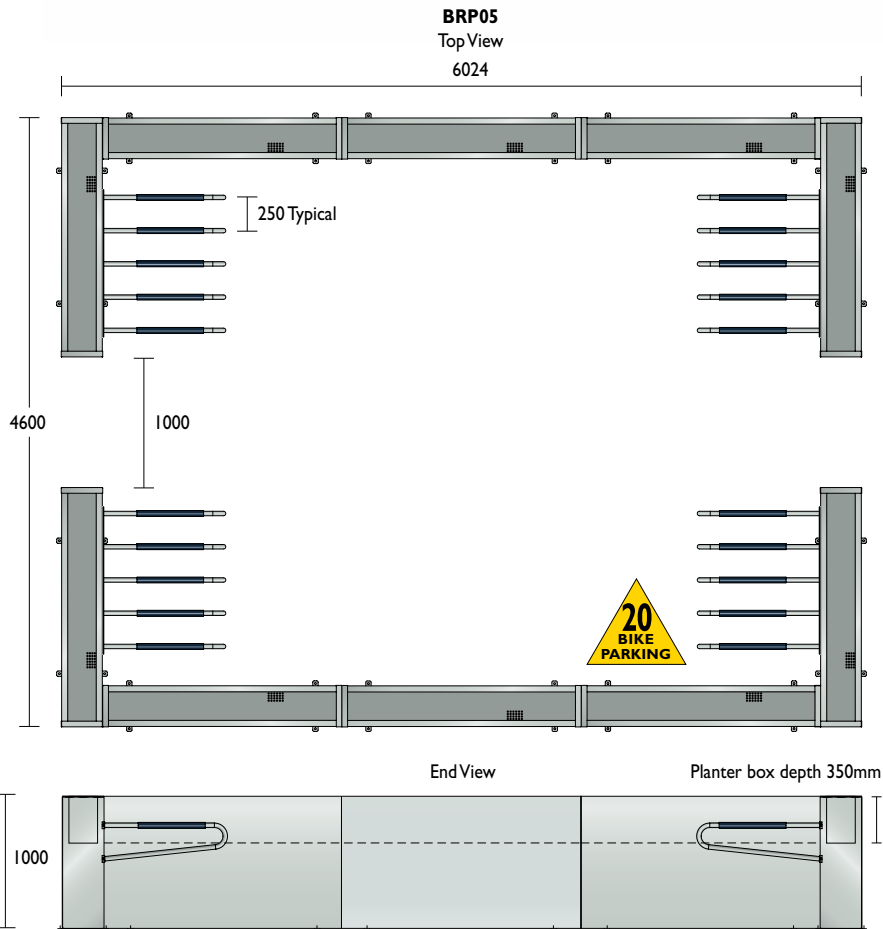 BRP05
Top View
6024
250 Typical
4600
1000
20
BIKE
PARKING
End View
Planter box depth 350mm
1000